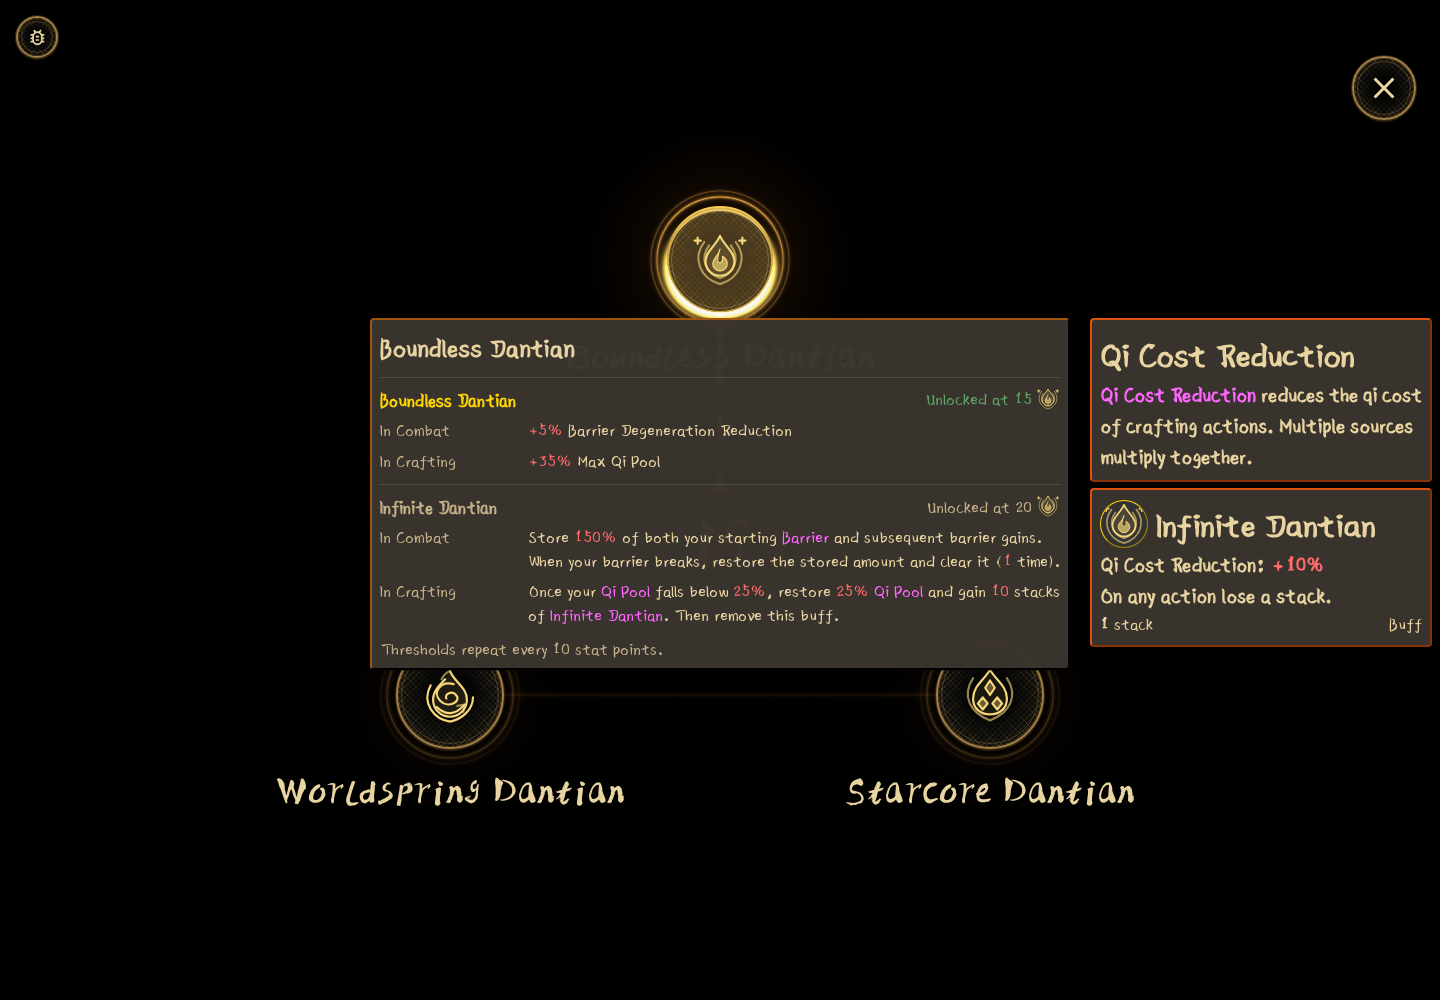 Boundless Dantian
Boundless Dantian
Boundless Dantian Unlocked at 15
In Combat +5% Barrier Degeneration Reduction
In Crafting +35% Max Qi Pool
Infinite Dantian Unlocked at 20
In Combat Store 150% of both your starting Barrier and subsequent barrier gains.
When your barrier breaks, restore the stored amount and clear it (1 time).
In Crafting Once your Qi Pool falls below 25%, restore 25% Qi Pool and gain 10 stacks
of Infinite Dantian. Then remove this buff.
Thresholds repeat every 10 stat points.
Qi Cost Reduction
Qi Cost Reduction reduces the qi cost
of crafting actions. Multiple sources
multiply together.
Infinite Dantian
Qi Cost Reduction: +10%
On any action lose a stack.
1 stack Buff
Worldspring Dantian
Starcore Dantian